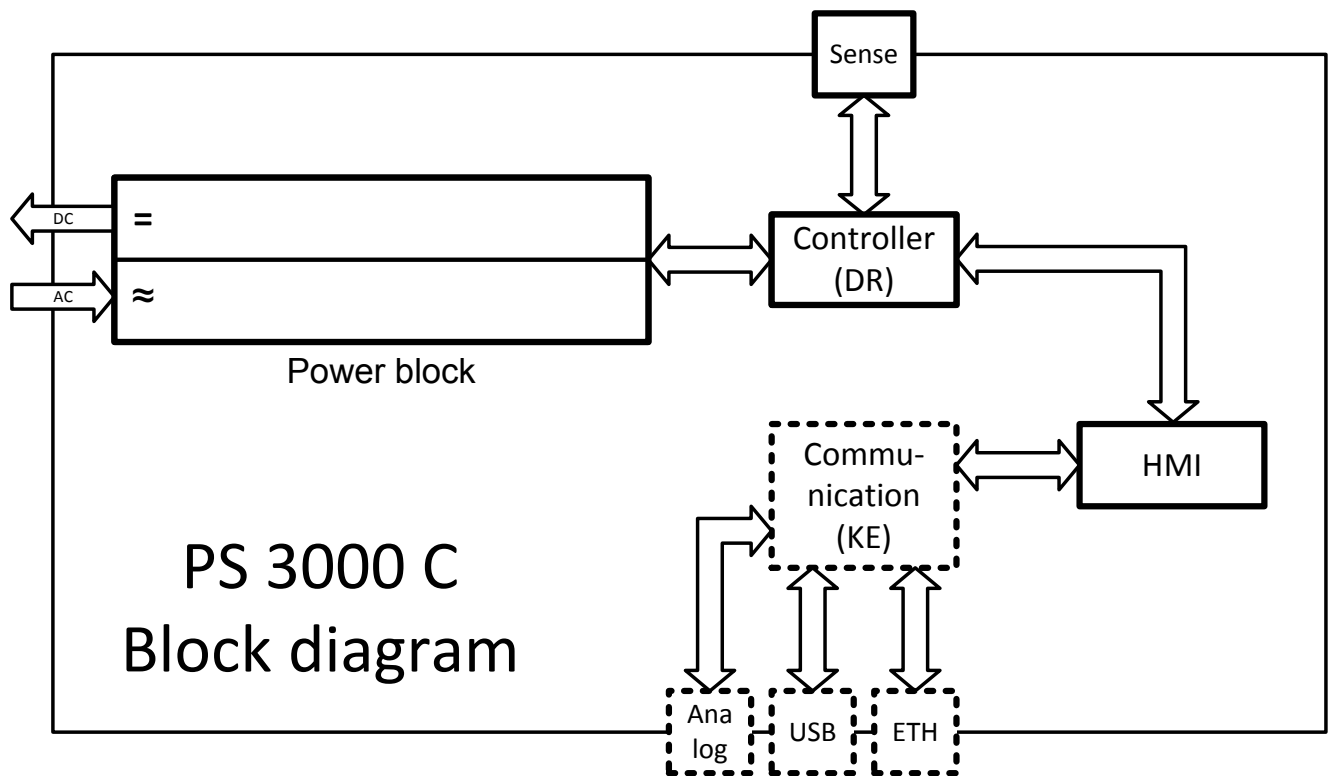 Sense
DC
=
Controller
(DR)
AC
≈
Power block
Commu-
nication
(KE)
HMI
PS 3000 C
Block diagram
Ana
log
USB
ETH